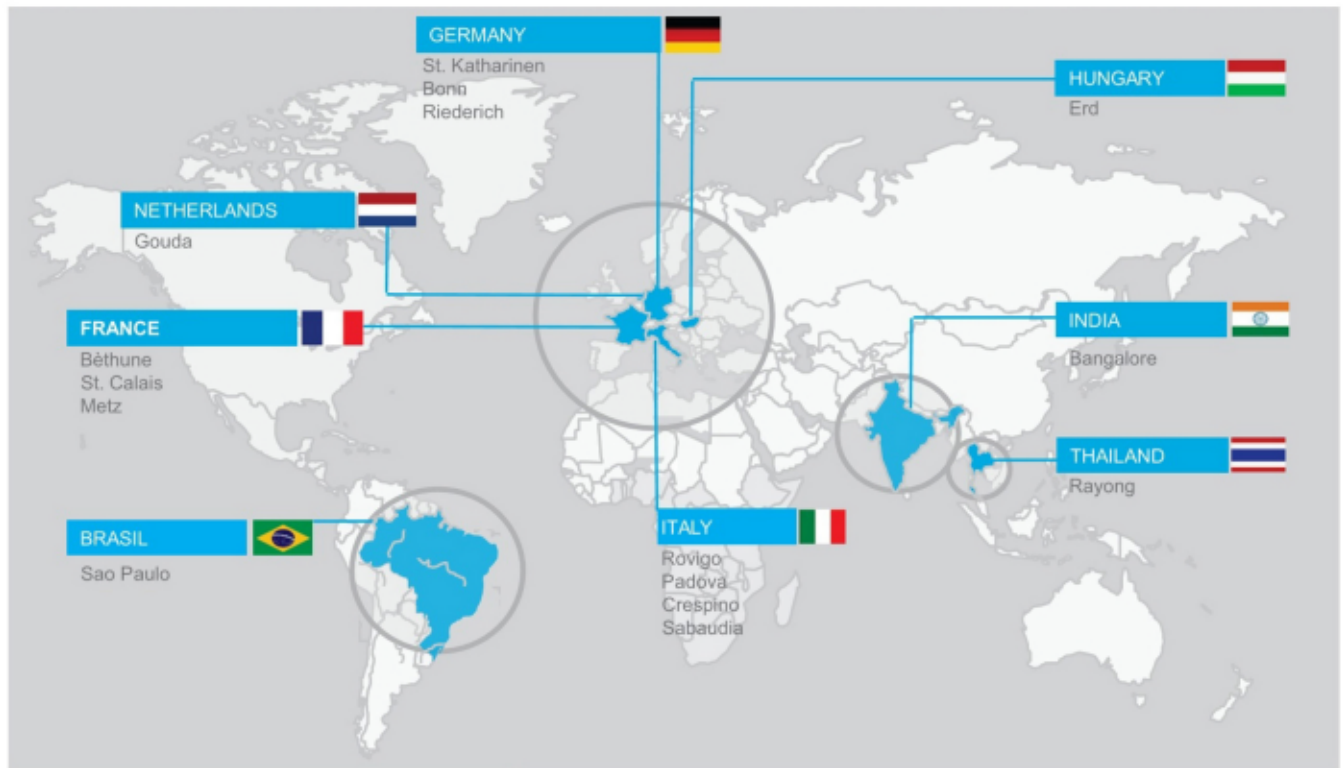 GERMANY
St. Katharinen
Bonn
Riederich
HUNGARY
Erd
NETHERLANDS
Gouda
FRANCE
Bèthune
St. Calais
Metz
INDIA
Bangalore
THAILAND
Rayong
BRASIL
Sao Paulo
ITALY
Rovigo
Padova
Crespino
Sabaudia